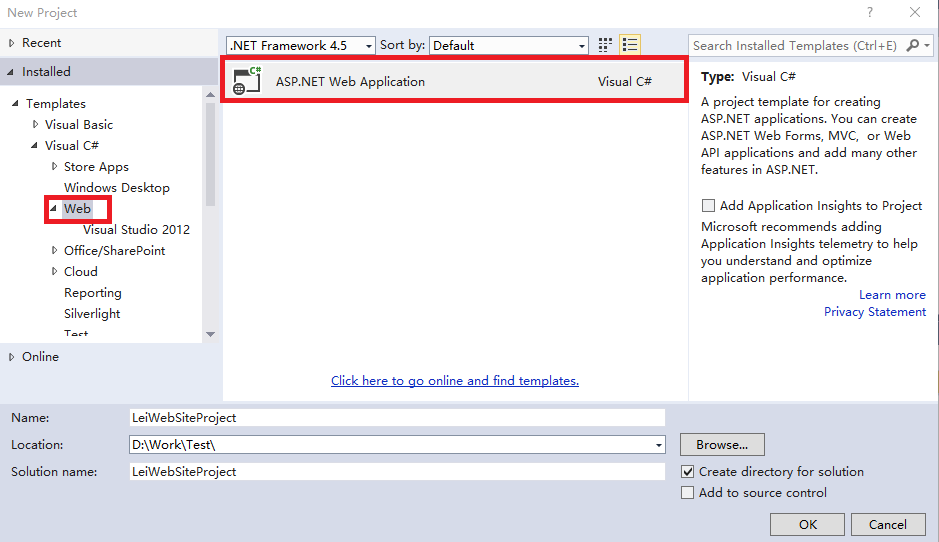 New Project
?
Recent
Installed
Templates
Visual Basic
Visual C#
Store Apps
Windows Desktop
Web
Visual Studio 2012
Office/SharePoint
Cloud
Reporting
Silverlight
Test
Online
.NET Framework 4.5
Sort by: Default
C#
ASP.NET Web Application Visual C#
Click here to go online and find templates.
Search Installed Templates (Ctrl+E)
Type: Visual C#
A project template for creating
ASP.NET applications. You can create
ASP.NET Web Forms, MVC, or Web
API applications and add many other
features in ASP.NET.
Add Application Insights to Project
Microsoft recommends adding
Application Insights telemetry to help
you understand and optimize
application performance.
Learn more
Privacy Statement
Name: LeiWebSiteProject
Location: D:\Work\Test\ Browse...
Solution name: LeiWebSiteProject
Create directory for solution
Add to source control
OK Cancel